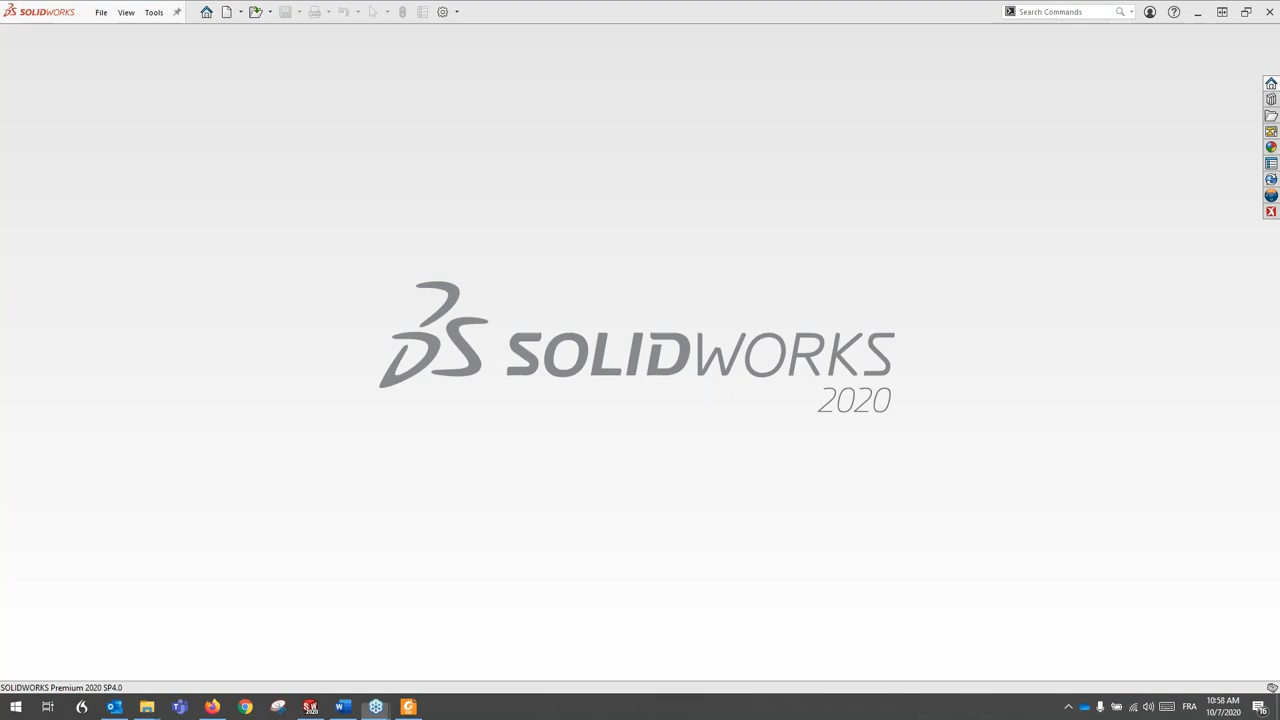 SOLIDWORKS File View Tools Search Commands
SOLIDWORKS
2020
SOLIDWORKS Premium 2020 SP4.0
FRA
10:58 AM
10/7/2020
16